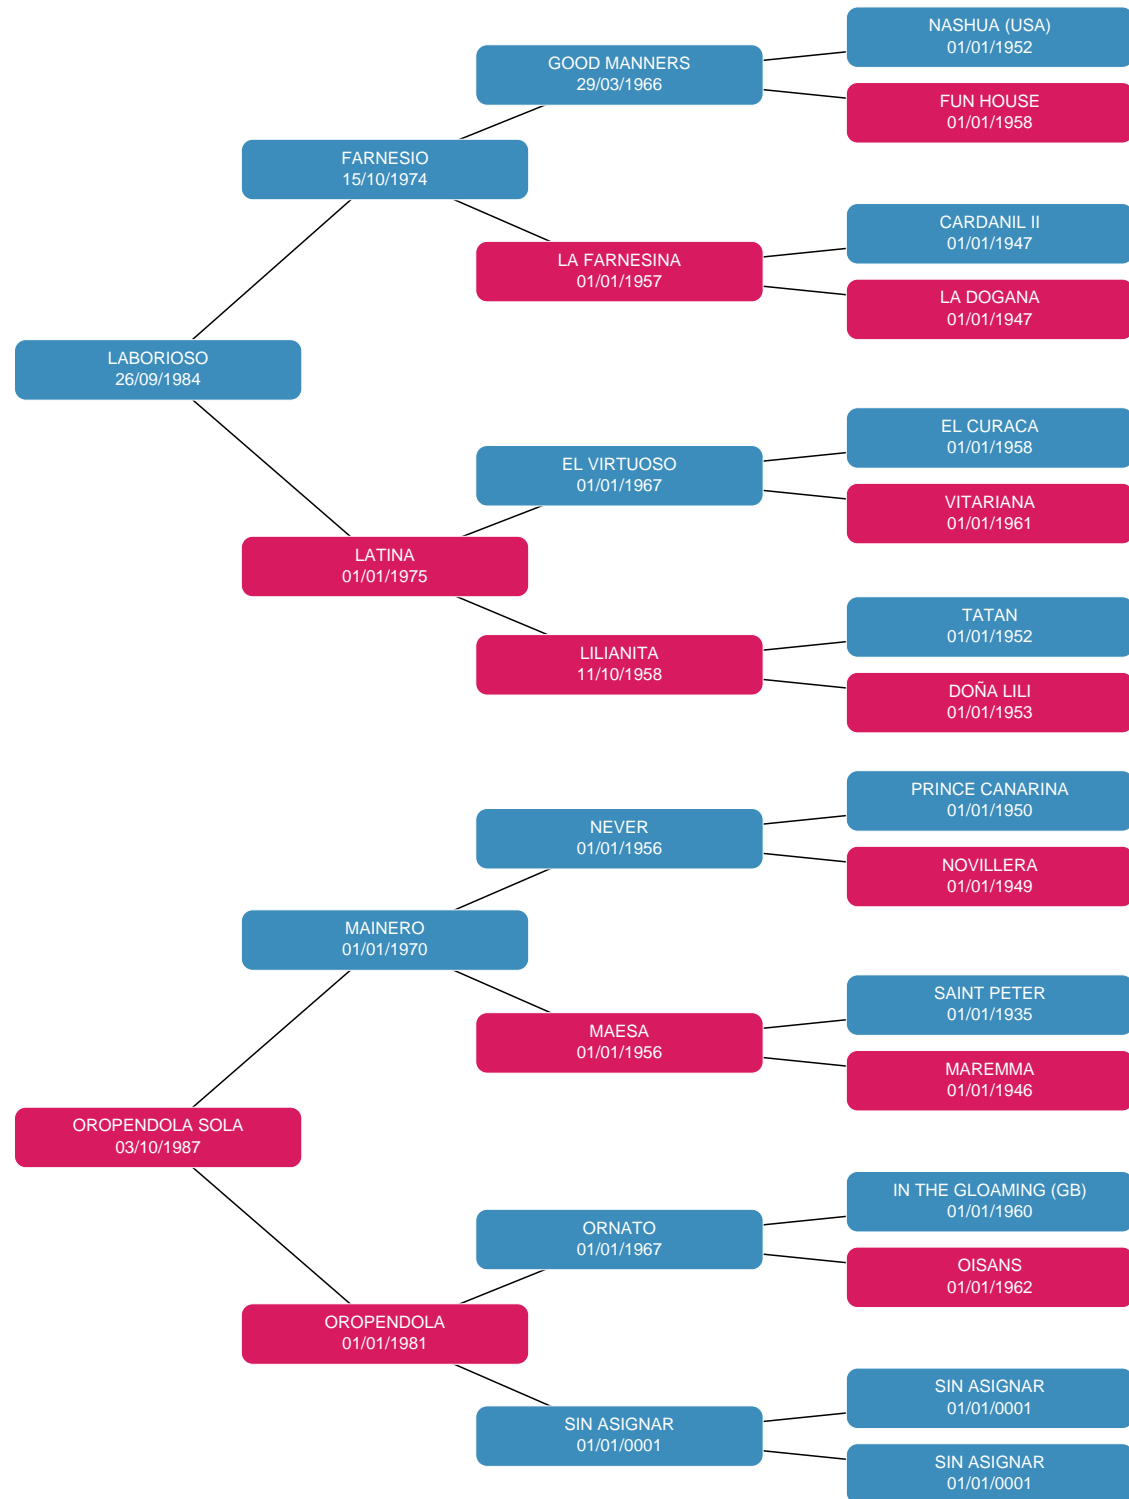 NASHUA (USA)
01/01/1952
GOOD MANNERS
29/03/1966
FUN HOUSE
01/01/1958
FARNESIO
15/10/1974
CARDANIL II
01/01/1947
LA FARNESINA
01/01/1957
LA DOGANA
01/01/1947
LABORIOSO
26/09/1984
EL CURACA
01/01/1958
EL VIRTUOSO
01/01/1967
VITARIANA
01/01/1961
LATINA
01/01/1975
TATAN
01/01/1952
LILIANITA
11/10/1958
DOÑA LILI
01/01/1953
PRINCE CANARINA
01/01/1950
NEVER
01/01/1956
NOVILLERA
01/01/1949
MAINERO
01/01/1970
SAINT PETER
01/01/1935
MAESA
01/01/1956
MAREMMA
01/01/1946
OROPENDOLA SOLA
03/10/1987
IN THE GLOAMING (GB)
01/01/1960
ORNATO
01/01/1967
OISANS
01/01/1962
OROPENDOLA
01/01/1981
SIN ASIGNAR
01/01/0001
SIN ASIGNAR
01/01/0001
SIN ASIGNAR
01/01/0001